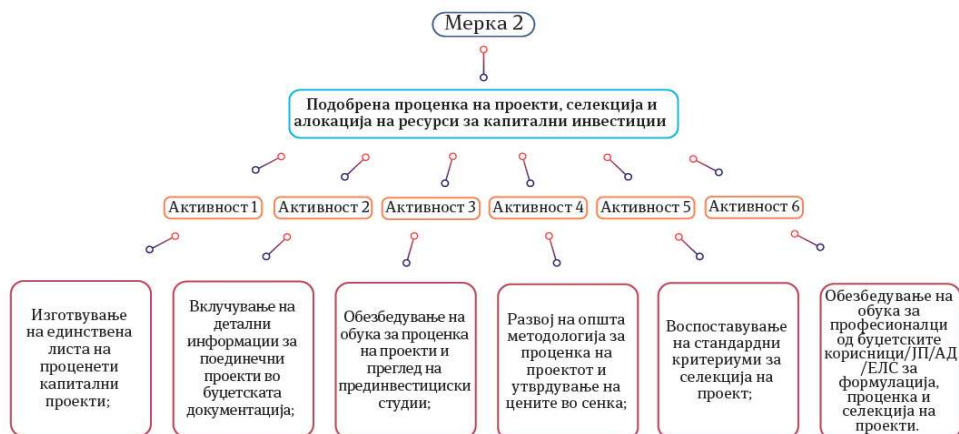 Мерка 2
Подобрена проценка на проекти, селекција и
алокација на ресурси за капитални инвестиции
Активност 1
Активност 2
Активност 3
Активност 4
Активност 5
Активност 6
Изготвување
на единствена
листа на
проценети
капитални
проекти;
Вклучување на
детални
информации за
поединечни
проекти во
буџетската
документација;
Обезбедување на
обука за проценка
на проекти и
преглед на
прединвестициски
студии;
Развој на општа
методологија за
проценка на
проектот и
утврдување на
цените во сенка;
Воспоставување
на стандардни
критериуми за
селекција на
проект;
Обезбедување на
обука за
професионалци
од буџетските
корисници/ЈП/АД
/ЕЛС за
формулација,
проценка и
селекција на
проекти.